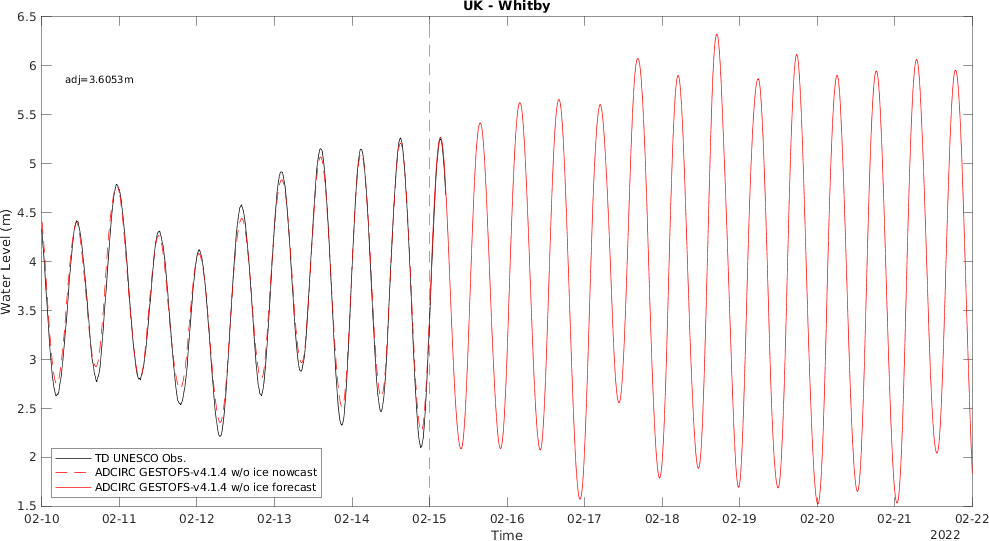 UK - Whitby
6.5
6
adj=3.6053m
5.5
5
4.5
4
Water Level (m)
3.5
3
2.5
2
1.5
TD UNESCO Obs.
ADCIRC GESTOFS-v4.1.4 w/o ice nowcast
ADCIRC GESTOFS-v4.1.4 w/o ice forecast
02-10 02-11 02-12 02-13 02-14 02-15 02-16 02-17 02-18 02-19 02-20 02-21 02-22
Time
2022